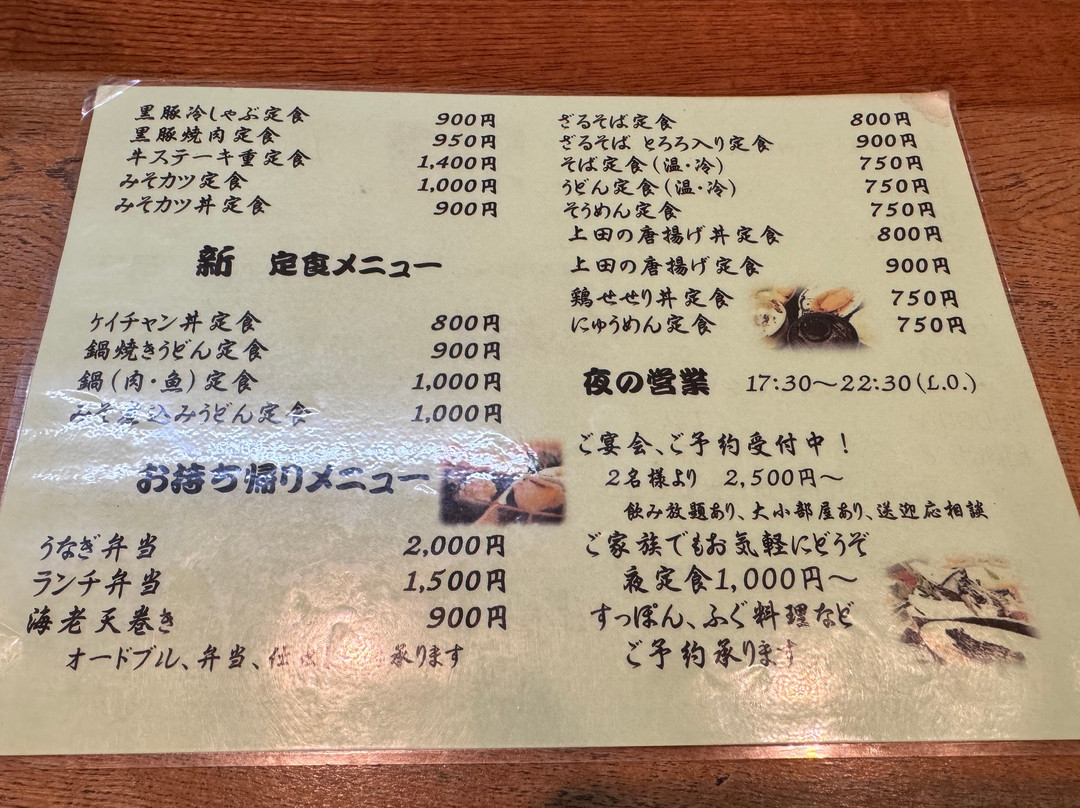 黒豚冷しゃぶ定食 900円
黒豚焼肉定食 950円
牛ステーキ重定食 1,400円
みそカツ定食 1,000円
みそカツ丼定食 900円
新 定食メニュー
ケイチャン丼定食 800円
鍋焼きうどん定食 900円
鍋(肉・魚)定食 1,000円
みそ煮込みうどん定食 1,000円
お持ち帰りメニュー
うなぎ弁当 2,000円
ランチ弁当 1,500円
海老天巻き 900円
オードブル、弁当、仕出し 承ります
ざるそば定食 800円
ざるそば とろろ入り定食 900円
そば定食(温・冷) 750円
うどん定食(温・冷) 750円
そうめん定食 750円
上田の唐揚げ丼定食 800円
上田の唐揚げ定食 900円
鶏せせり丼定食 750円
にゅうめん定食 750円
夜の営業 17:30～22:30(L.O.)
ご宴会、ご予約受付中！
2名様より 2,500円～
飲み放題あり、大小部屋あり、送迎応相談
ご家族でもお気軽にどうぞ
夜定食1,000円～
すっぽん、ふぐ料理など
ご予約承ります